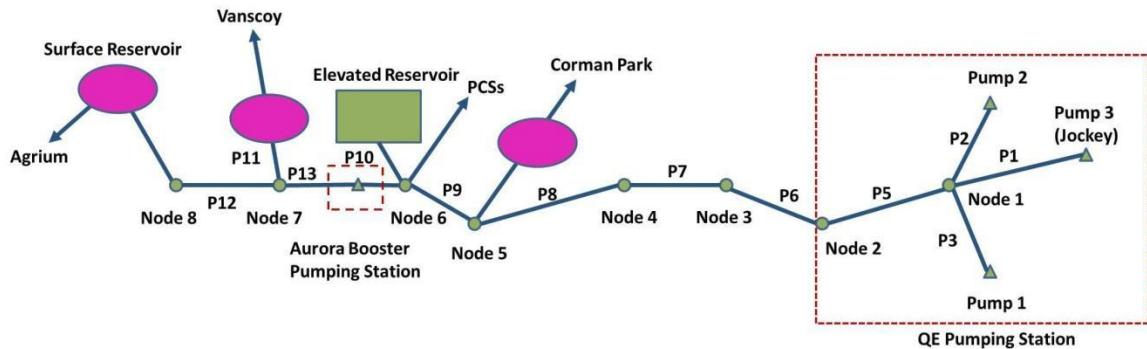 Vanscoy
Surface Reservoir
Elevated Reservoir
Corman Park
PCSs
Pump 2
Pump 3
(Jockey)
Agrium
P11
P13
P10
P9
P8
P7
P6
P5
P2
P1
P3
P12
Node 8
Node 7
Node 6
Node 5
Node 4
Node 3
Node 2
Node 1
Aurora Booster
Pumping Station
Pump 1
QE Pumping Station